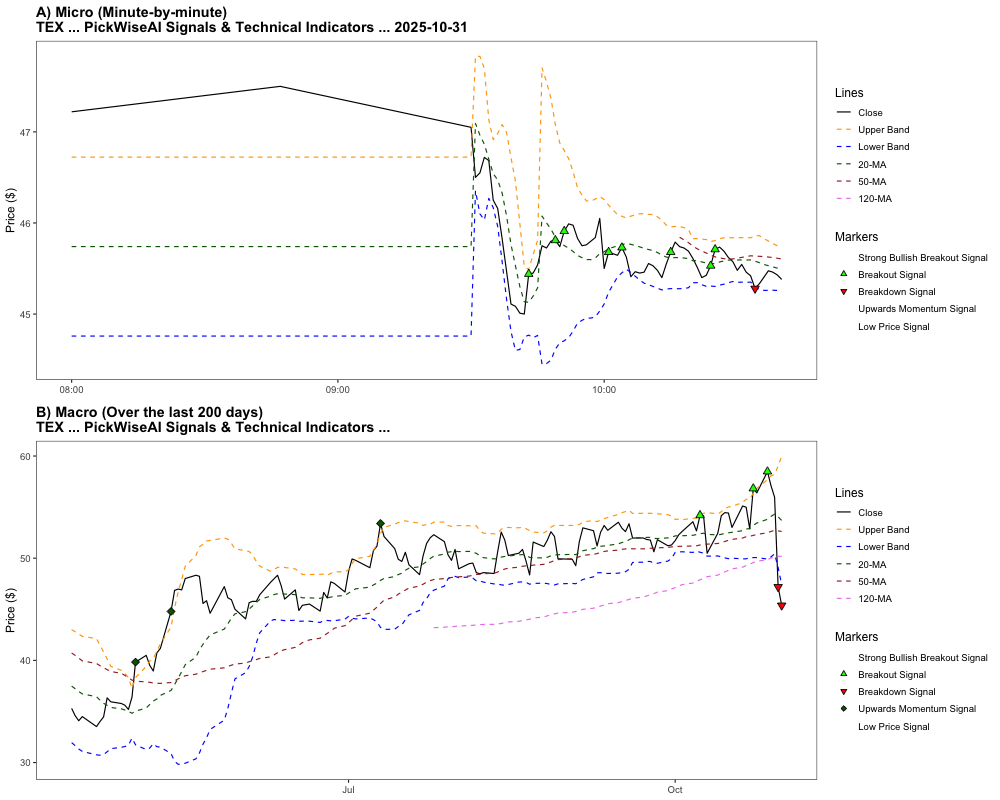 A) Micro (Minute-by-minute)
TEX ... PickWiseAI Signals & Technical Indicators ... 2025-10-31
Price ($)
47
46
45
08:00
09:00
10:00
Lines
Close
Upper Band
Lower Band
20-MA
50-MA
120-MA
Markers
Strong Bullish Breakout Signal
Breakout Signal
Breakdown Signal
Upwards Momentum Signal
Low Price Signal
B) Macro (Over the last 200 days)
TEX ... PickWiseAI Signals & Technical Indicators ...
Price ($)
60
50
40
30
Jul
Oct
Lines
Close
Upper Band
Lower Band
20-MA
50-MA
120-MA
Markers
Strong Bullish Breakout Signal
Breakout Signal
Breakdown Signal
Upwards Momentum Signal
Low Price Signal